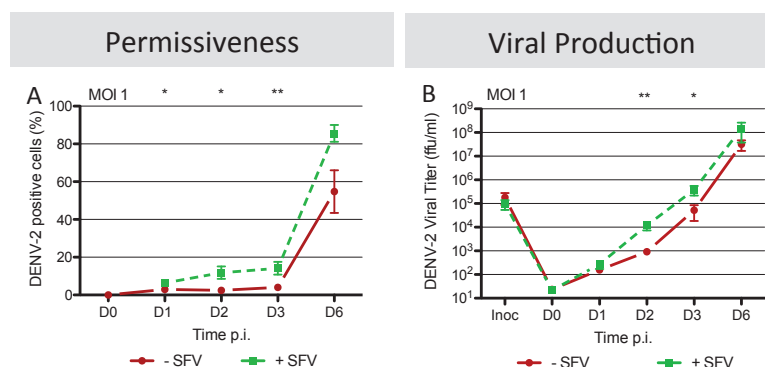 Permissiveness
Viral Production
A
MOI 1
*
*
**
DENV-2 positive cells (%)
100
80
60
40
20
0
D0
D1
D2
D3
D6
Time p.i.
- SFV
+ SFV
B
MOI 1
**
*
DENV-2 Viral Titer (ffu/ml)
10⁹
10⁸
10⁷
10⁶
10⁵
10⁴
10³
10²
10¹
Inoc
D0
D1
D2
D3
D6
Time p.i.
- SFV
+ SFV